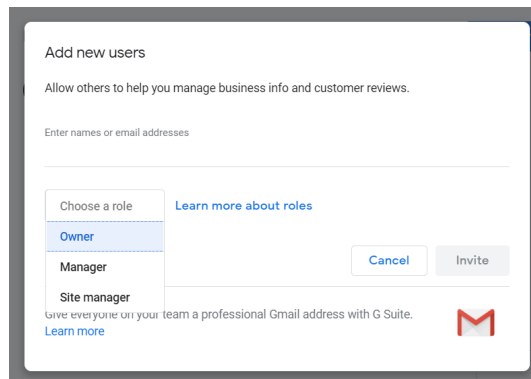 Add new users
Allow others to help you manage business info and customer reviews.
Enter names or email addresses
Choose a role
Learn more about roles
Owner
Manager
Site manager
Cancel
Invite
Give everyone on your team a professional Gmail address with G Suite.
Learn more